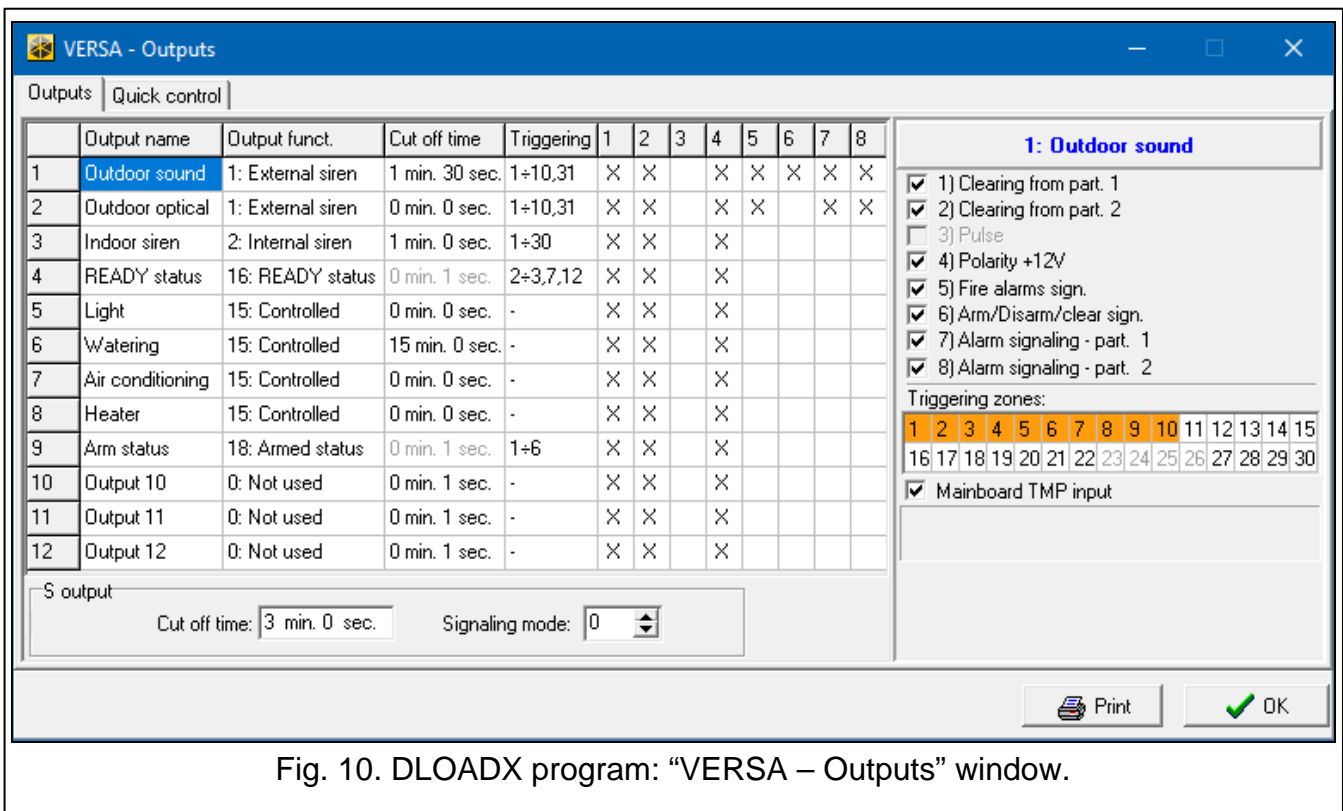 VERSA - Outputs
Outputs Quick control
Output name Output funct. Cut off time Triggering 1 2 3 4 5 6 7 8
1 Outdoor sound 1: External siren 1 min. 30 sec. 1÷10,31 X X X X X X X
2 Outdoor optical 1: External siren 0 min. 0 sec. 1÷10,31 X X X X X X
3 Indoor siren 2: Internal siren 1 min. 0 sec. 1÷30 X X X
4 READY status 16: READY status 0 min. 1 sec. 2÷3,7,12 X X X
5 Light 15: Controlled 0 min. 0 sec. - X X X
6 Watering 15: Controlled 15 min. 0 sec. - X X X
7 Air conditioning 15: Controlled 0 min. 0 sec. - X X X
8 Heater 15: Controlled 0 min. 0 sec. - X X X
9 Arm status 18: Armed status 0 min. 1 sec. 1÷6 X X X
10 Output 10 0: Not used 0 min. 1 sec. - X X X
11 Output 11 0: Not used 0 min. 1 sec. - X X X
12 Output 12 0: Not used 0 min. 1 sec. - X X X
S output
Cut off time: 3 min. 0 sec. Signaling mode: 0
1: Outdoor sound
1) Clearing from part. 1
2) Clearing from part. 2
3) Pulse
4) Polarity +12V
5) Fire alarms sign.
6) Arm/Disarm/clear sign.
7) Alarm signaling - part. 1
8) Alarm signaling - part. 2
Triggering zones:
1 2 3 4 5 6 7 8 9 10 11 12 13 14 15
16 17 18 19 20 21 22 23 24 25 26 27 28 29 30
Mainboard TMP input
Print OK
Fig. 10. DLOADX program: “VERSA – Outputs” window.